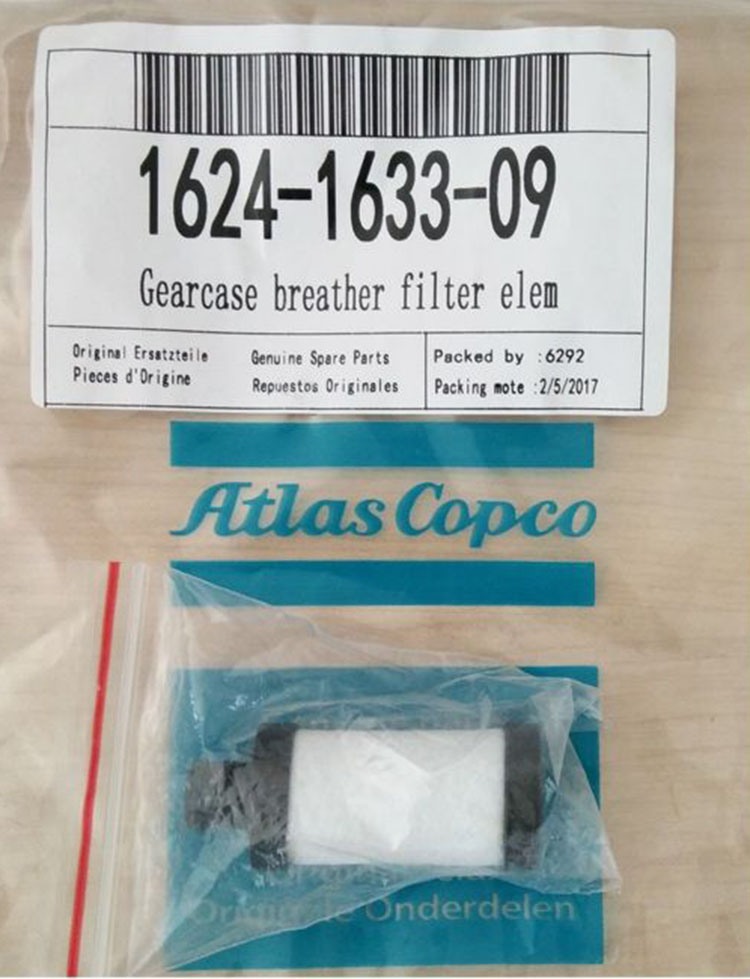 1624-1633-09
Gearcase breather filter elem
Original Ersatzteile
Pieces d'Origine
Genuine Spare Parts
Repuestos Originales
Packed by :6292
Packing mote :2/5/2017
Atlas Copco
Onderdelen